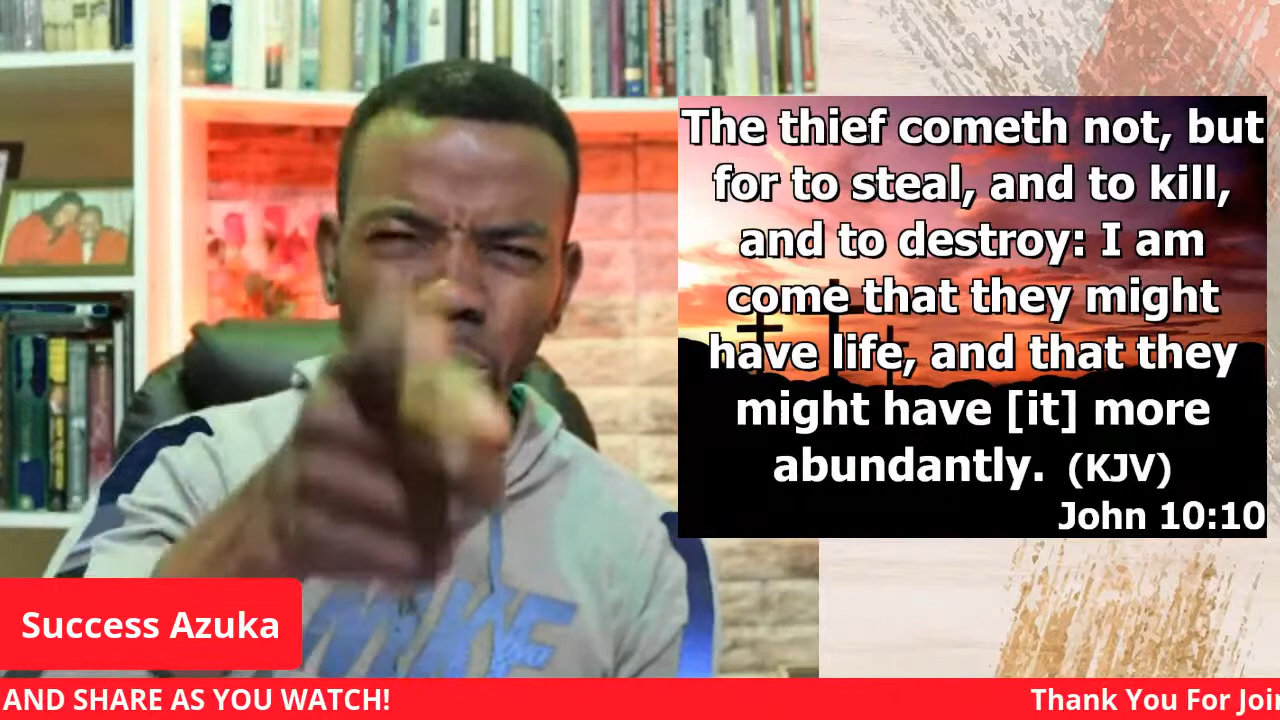 The thief cometh not, but
for to steal, and to kill,
and to destroy: I am
come that they might
have life, and that they
might have [it] more
abundantly. (KJV)
John 10:10
Success Azuka
AND SHARE AS YOU WATCH!
Thank You For Join